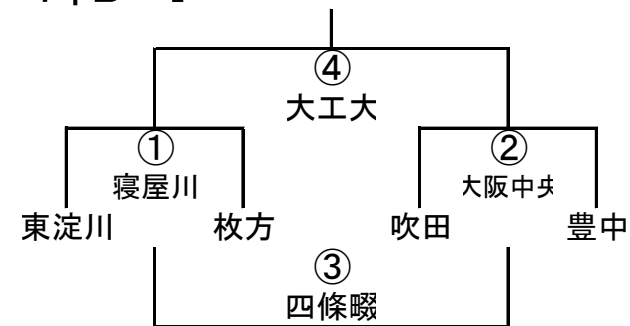 ④
大工大
① ②
寝屋川 大阪中央
東淀川 枚方 吹田 豊中
③
四條畷